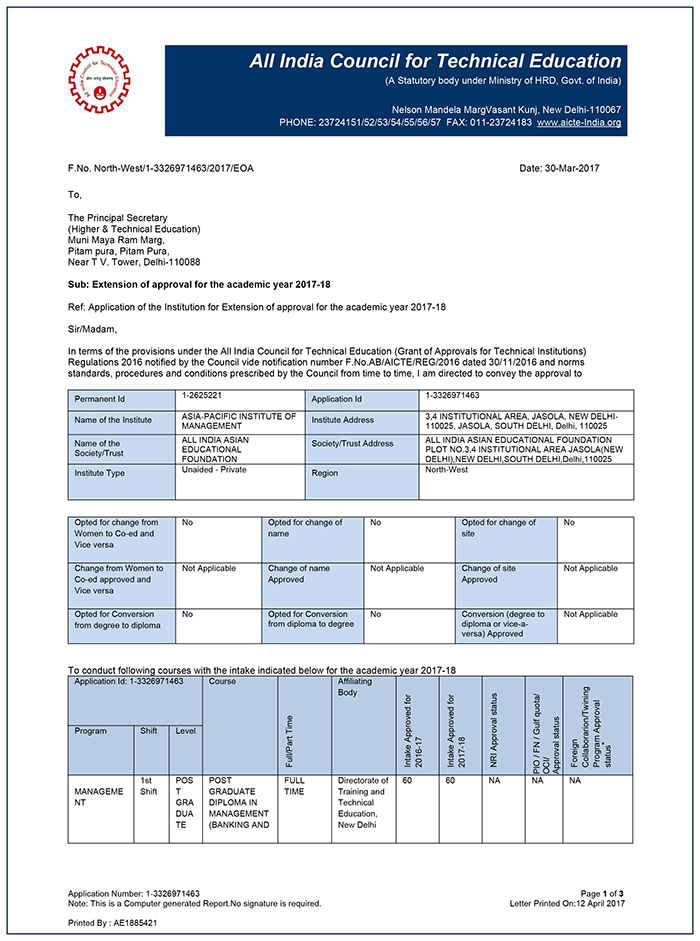 All India Council for Technical Education
(A Statutory body under Ministry of HRD, Govt. of India)
Nelson Mandela MargVasant Kunj, New Delhi-110067
PHONE: 23724151/52/53/54/55/56/57 FAX: 011-23724183 www.aicte-India.org
All India Council for Technical Education
F.No. North-West/1-3326971463/2017/EOA
Date: 30-Mar-2017
To,
The Principal Secretary
(Higher & Technical Education)
Muni Maya Ram Marg,
Pitam pura, Pitam Pura,
Near T V. Tower, Delhi-110088
Sub: Extension of approval for the academic year 2017-18
Ref: Application of the Institution for Extension of approval for the academic year 2017-18
Sir/Madam,
In terms of the provisions under the All India Council for Technical Education (Grant of Approvals for Technical Institutions)
Regulations 2016 notified by the Council vide notification number F.No.AB/AICTE/REG/2016 dated 30/11/2016 and norms
standards, procedures and conditions prescribed by the Council from time to time, I am directed to convey the approval to
Permanent Id
1-2625221
Application Id
1-3326971463
Name of the Institute
ASIA-PACIFIC INSTITUTE OF
MANAGEMENT
Institute Address
3,4 INSTITUTIONAL AREA, JASOLA, NEW DELHI-
110025, JASOLA, SOUTH DELHI, Delhi, 110025
Name of the
Society/Trust
ALL INDIA ASIAN
EDUCATIONAL
FOUNDATION
Society/Trust Address
ALL INDIA ASIAN EDUCATIONAL FOUNDATION
PLOT NO.3,4 INSTITUTIONAL AREA JASOLA(NEW
DELHI),NEW DELHI,SOUTH DELHI,Delhi,110025
Institute Type
Unaided - Private
Region
North-West
Opted for change from
Women to Co-ed and
Vice versa
No
Opted for change of
name
No
Opted for change of
site
No
Change from Women to
Co-ed approved and
Vice versa
Not Applicable
Change of name
Approved
Not Applicable
Change of site
Approved
Not Applicable
Opted for Conversion
from degree to diploma
No
Opted for Conversion
from diploma to degree
No
Conversion (degree to
diploma or vice-a-
versa) Approved
Not Applicable
To conduct following courses with the intake indicated below for the academic year 2017-18
Application Id: 1-3326971463
Course
Full/Part Time
Affiliating
Body
Intake Approved for
2016-17
Intake Approved for
2017-18
NRI Approval status
PIO / FN / Gulf quota/
OCI/
Approval status
Foreign
Collaborarion/Twining
Program Approval
status*
Program
Shift
Level
MANAGEME
NT
1st
Shift
POS
T
GRA
DUA
TE
POST
GRADUATE
DIPLOMA IN
MANAGEMENT
(BANKING AND
FULL
TIME
Directorate of
Training and
Technical
Education,
New Delhi
60
60
NA
NA
NA
Application Number: 1-3326971463
Page 1 of 3
Note: This is a Computer generated Report.No signature is required.
Letter Printed On:12 April 2017
Printed By : AE1885421